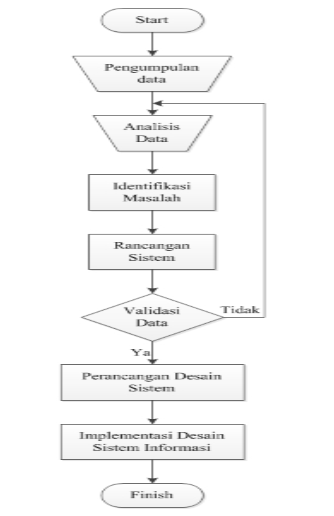 Start
Pengumpulan
data
Analisis
Data
Identifikasi
Masalah
Rancangan
Sistem
Validasi
Data
Tidak
Ya
Perancangan Desain
Sistem
Implementasi Desain
Sistem Informasi
Finish